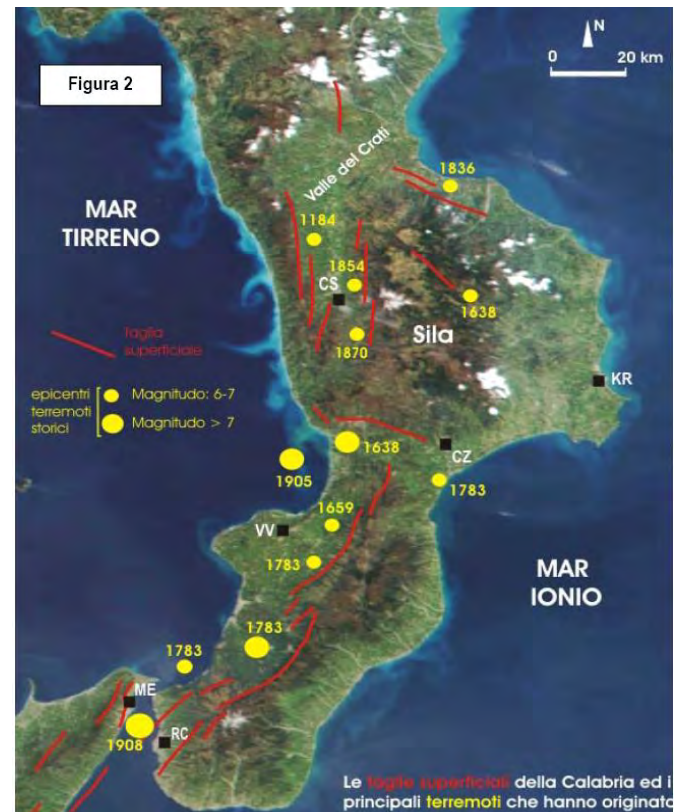 N
0 20 km
Figura 2
Valle del Crati
1836
MAR
TIRRENO
1184
1854
CS
1638
Sila
faglia
superficiale
1870
KR
epicentri
terremoti
storici
Magnitudo: 6-7
Magnitudo > 7
1638
CZ
1905
1783
1659
VV
1783
MAR
IONIO
1783
1783
ME
RC
1908
Le faglie superficiali della Calabria ed i
principali terremoti che hanno originato